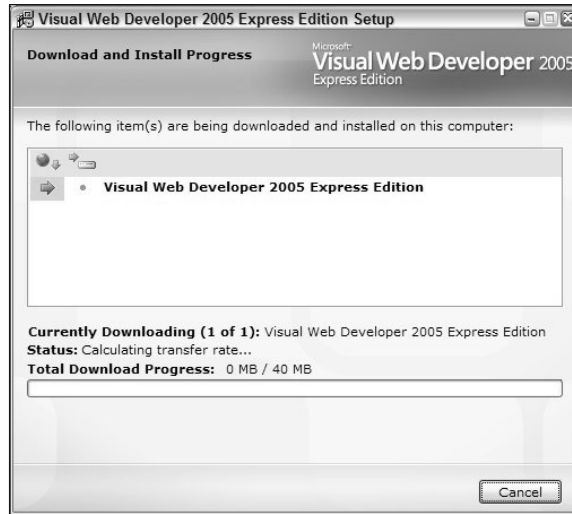 Visual Web Developer 2005 Express Edition Setup
Download and Install Progress
Microsoft
Visual Web Developer 2005
Express Edition
The following item(s) are being downloaded and installed on this computer:
Visual Web Developer 2005 Express Edition
Currently Downloading (1 of 1): Visual Web Developer 2005 Express Edition
Status: Calculating transfer rate...
Total Download Progress: 0 MB / 40 MB
Cancel